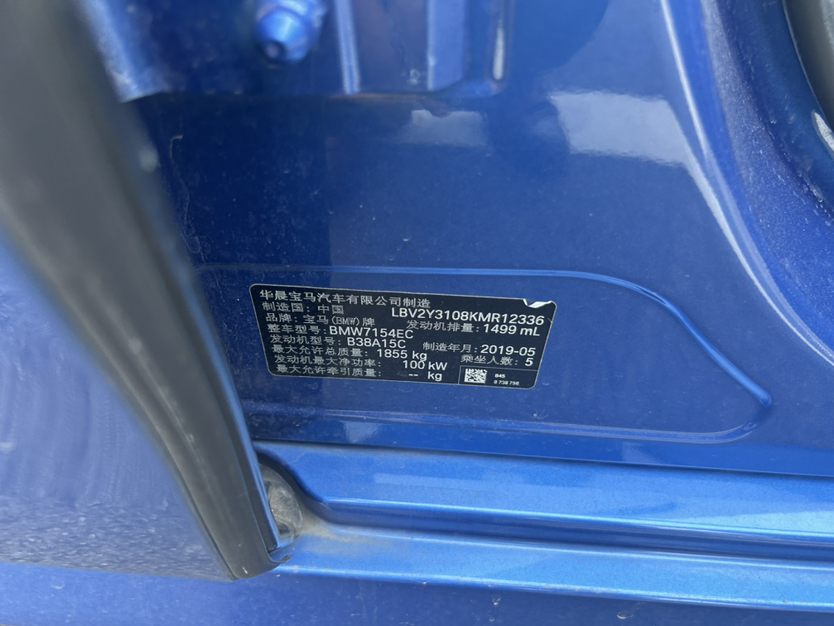 华晨宝马汽车有限公司制造
制造国：中国 LBV2Y3108KMR12336
品牌：宝马(BMW)牌 发动机排量：1499 mL
整车型号：BMW7154EC
发动机型号：B38A15C 制造年月：2019-05
最大允许总质量：1855 kg 乘坐人数：5
发动机最大净功率：100 kW
最大允许牵引质量：-- kg
B45
8 738 756